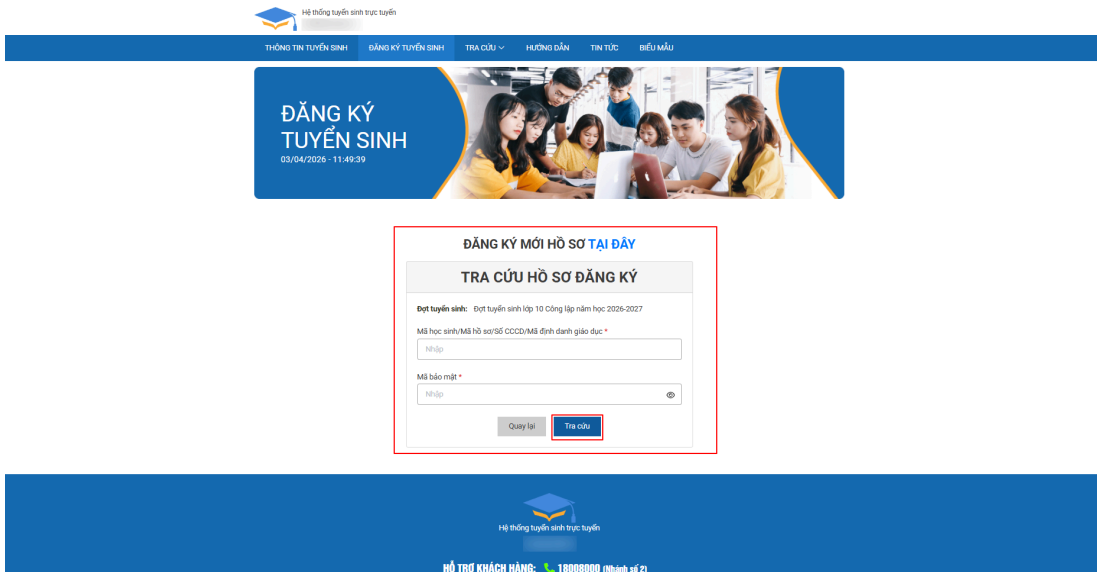 Hệ thống tuyển sinh trực tuyến
THÔNG TIN TUYỂN SINH ĐĂNG KÝ TUYỂN SINH TRA CỨU HƯỚNG DẪN TIN TỨC BIỂU MẪU
ĐĂNG KÝ
TUYỂN SINH
03/04/2026 - 11:49:39
ĐĂNG KÝ MỚI HỒ SƠ TẠI ĐÂY
TRA CỨU HỒ SƠ ĐĂNG KÝ
Đợt tuyển sinh: Đợt tuyển sinh lớp 10 Công lập năm học 2026-2027
Mã học sinh/Mã hồ sơ/Số CCCD/Mã định danh giáo dục *
Nhập
Mã bảo mật *
Nhập
Quay lại Tra cứu
Hệ thống tuyển sinh trực tuyến
HỖ TRỢ KHÁCH HÀNG: 18008000 (Nhánh số 2)